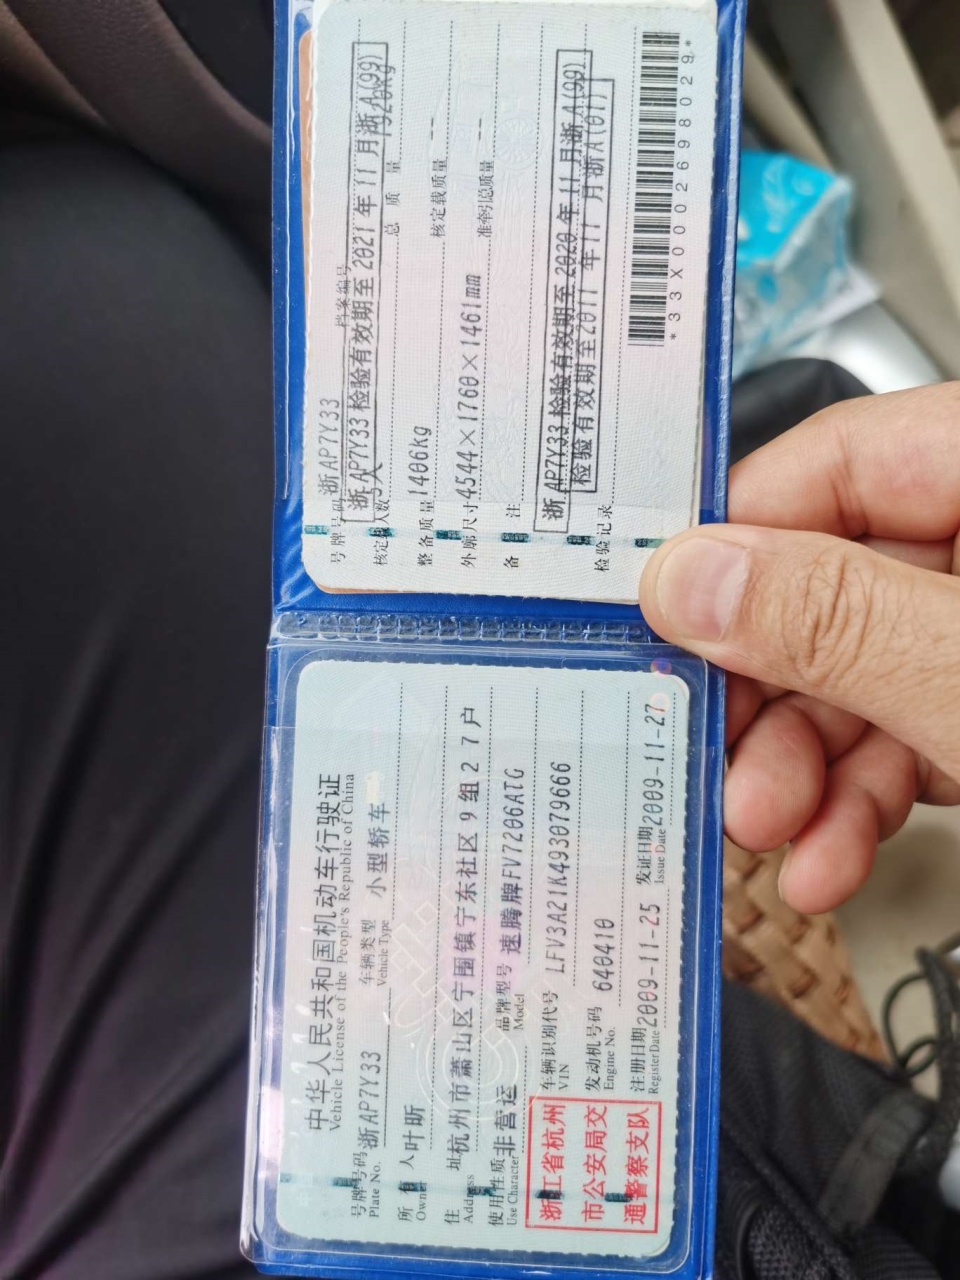 中华人民共和国机动车行驶证
Vehicle License of the People's Republic of China
号牌号码 浙AP7Y33 车辆类型 小型轿车
Plate No. Vehicle Type
所有人 叶昕
Owner
住址 杭州市萧山区宁围镇宁东社区9组27户
Address
使用性质 非营运 品牌型号 速腾牌FV7206ATG
Use Character Model
浙江省杭州
市公安局交
通警察支队
车辆识别代号 LFV3A21K493079666
VIN
发动机号码 640410
Engine No.
注册日期 2009-11-25 发证日期 2009-11-27
Register Date Issue Date
号牌号码 浙AP7Y33 档案编号
浙AP7Y33 检验有效期至 2021 年 11 月浙A(99)
核定载人数 5人 总质量 1920kg
整备质量 1406kg 核定载质量 --
外廓尺寸 4544×1760×1461mm 准牵引总质量 --
备注
浙AP7Y33 检验有效期至 2020 年 11 月浙A(99)
检验有效期至2011年11月浙A(01)
检验记录
*33X0002698029*